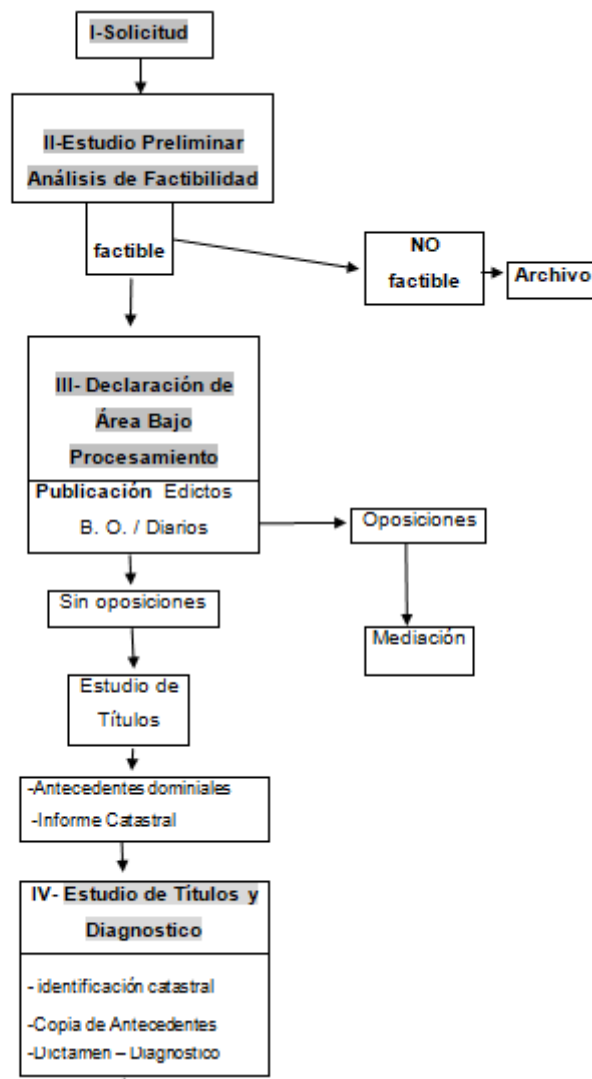 I-Solicitud
II-Estudio Preliminar
Análisis de Factibilidad
factible
NO
factible
Archivo
III- Declaración de
Área Bajo
Procesamiento
Publicación Edictos
B. O. / Diarios
Oposiciones
Sin oposiciones
Mediación
Estudio de
Títulos
-Antecedentes dominiales
-Informe Catastral
IV- Estudio de Títulos y
Diagnostico
- identificación catastral
-Copia de Antecedentes
-Dictamen – Diagnostico